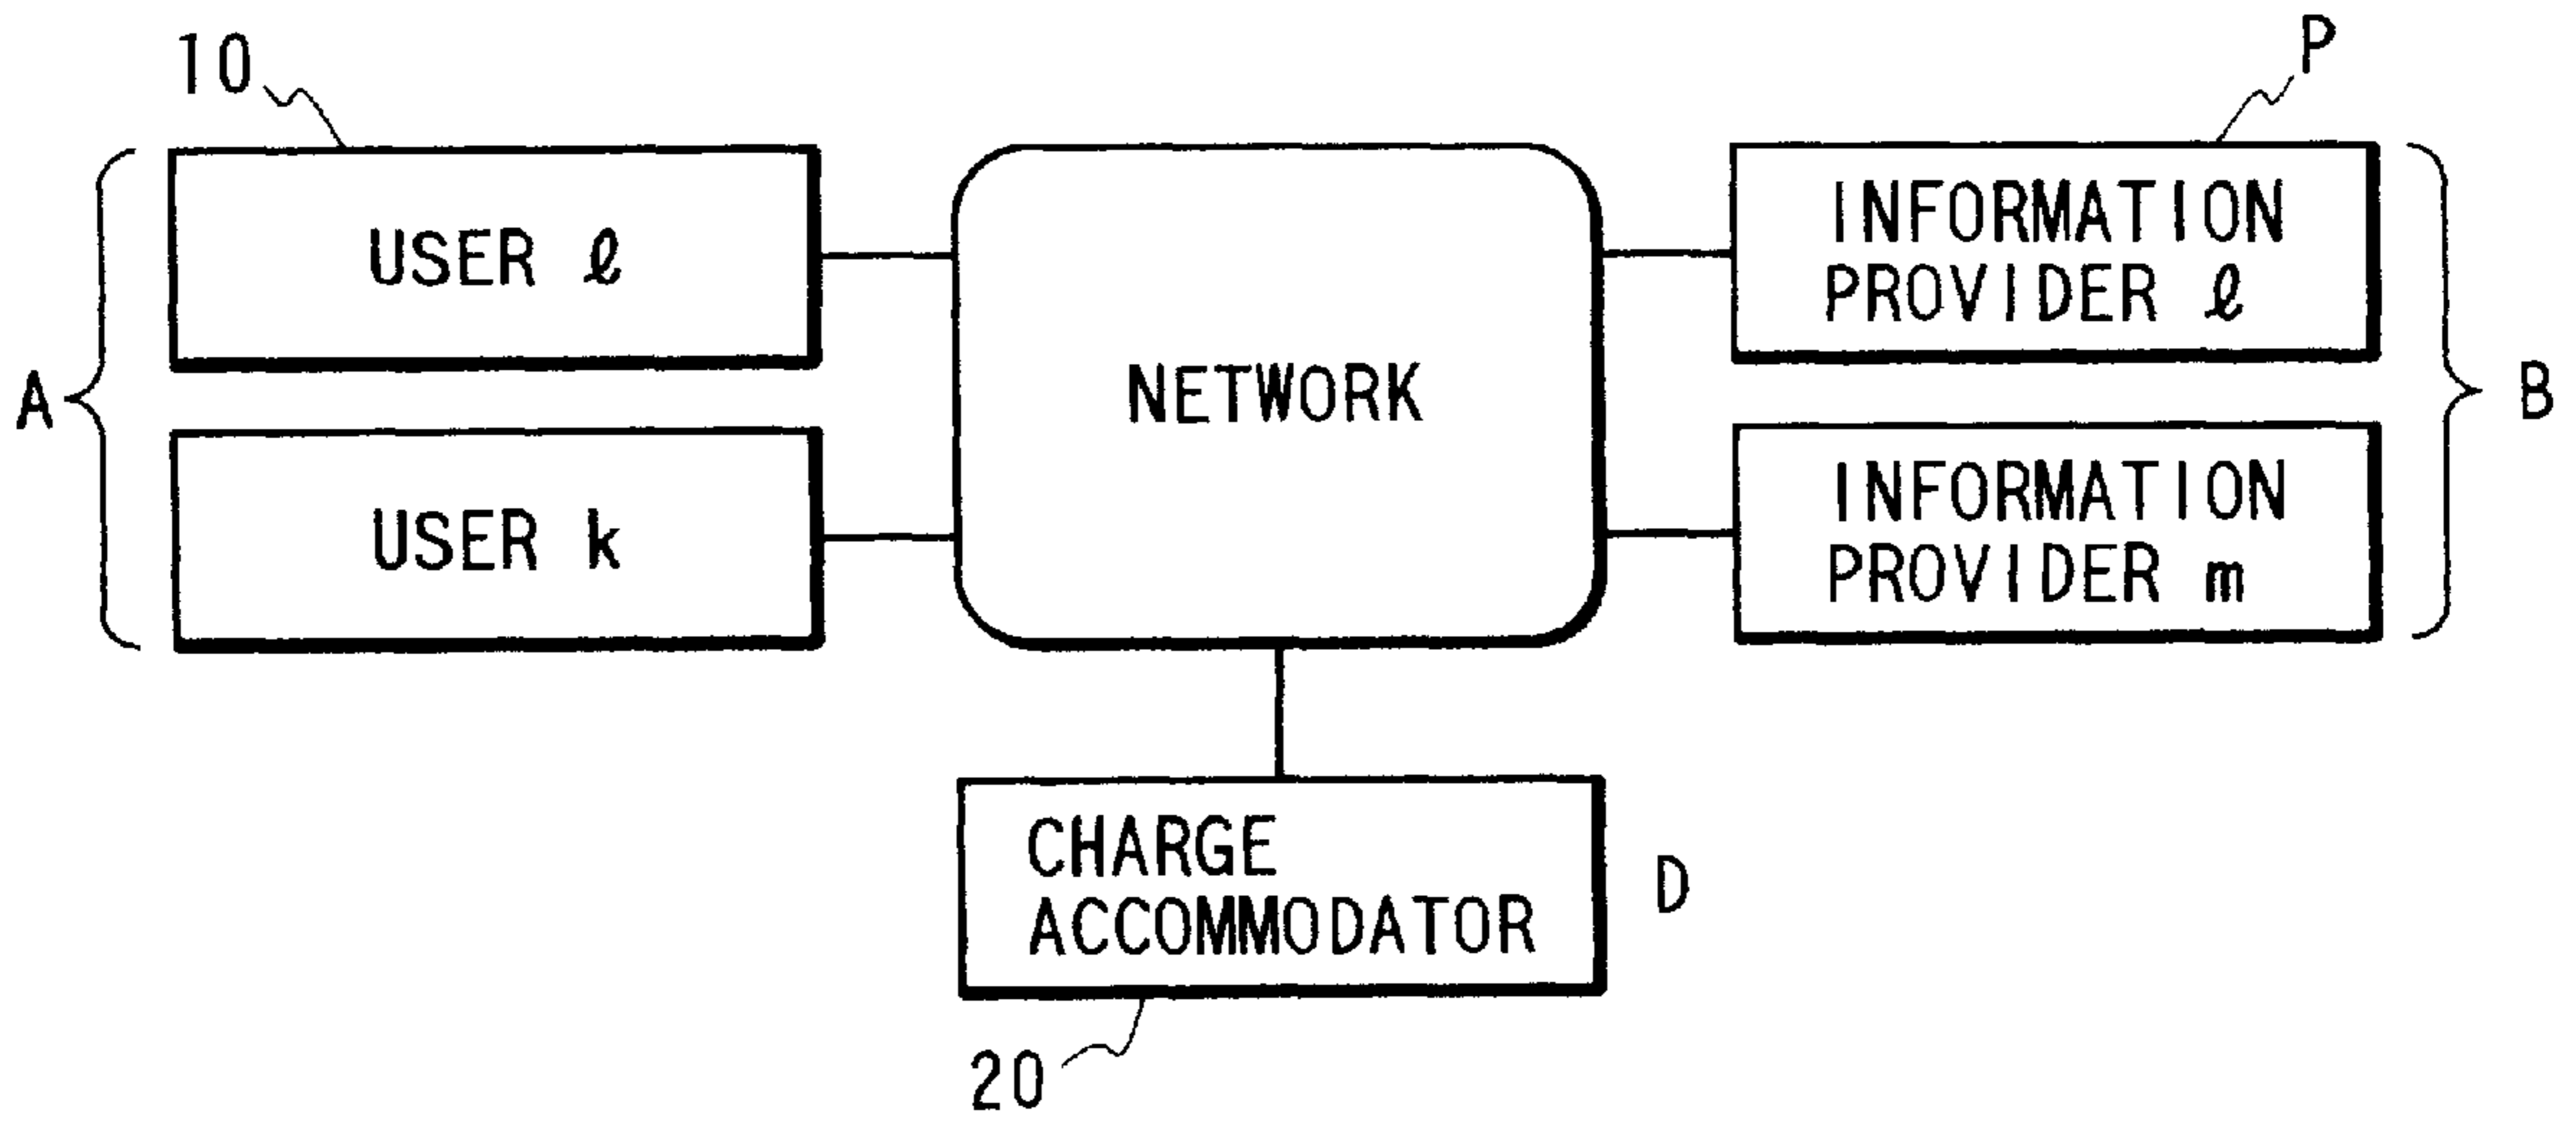 10
P
A
USER ℓ
USER k
NETWORK
INFORMATION
PROVIDER ℓ
INFORMATION
PROVIDER m
B
CHARGE
ACCOMMODATOR
D
20